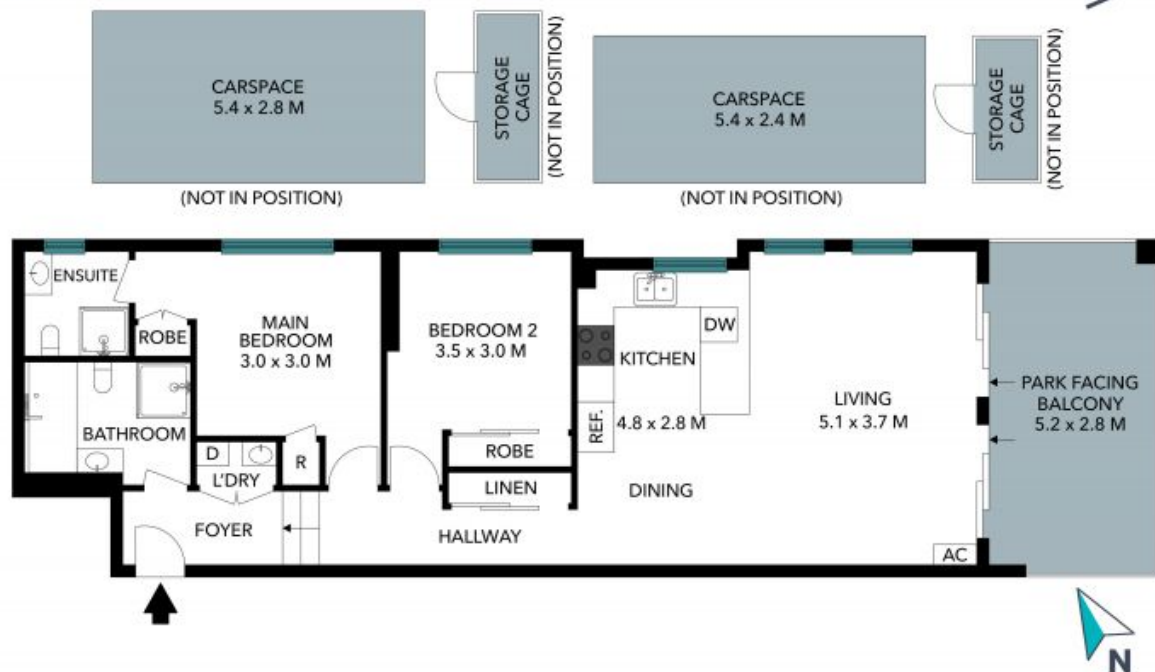 CARSPACE
5.4 x 2.8 M
STORAGE
CAGE
(NOT IN POSITION)
(NOT IN POSITION)
CARSPACE
5.4 x 2.4 M
STORAGE
CAGE
(NOT IN POSITION)
(NOT IN POSITION)
ENSUITE
ROBE
MAIN
BEDROOM
3.0 x 3.0 M
BEDROOM 2
3.5 x 3.0 M
DW
KITCHEN
4.8 x 2.8 M
REF.
LIVING
5.1 x 3.7 M
PARK FACING
BALCONY
5.2 x 2.8 M
BATHROOM
D
L'DRY
R
ROBE
LINEN
DINING
FOYER
HALLWAY
AC
N